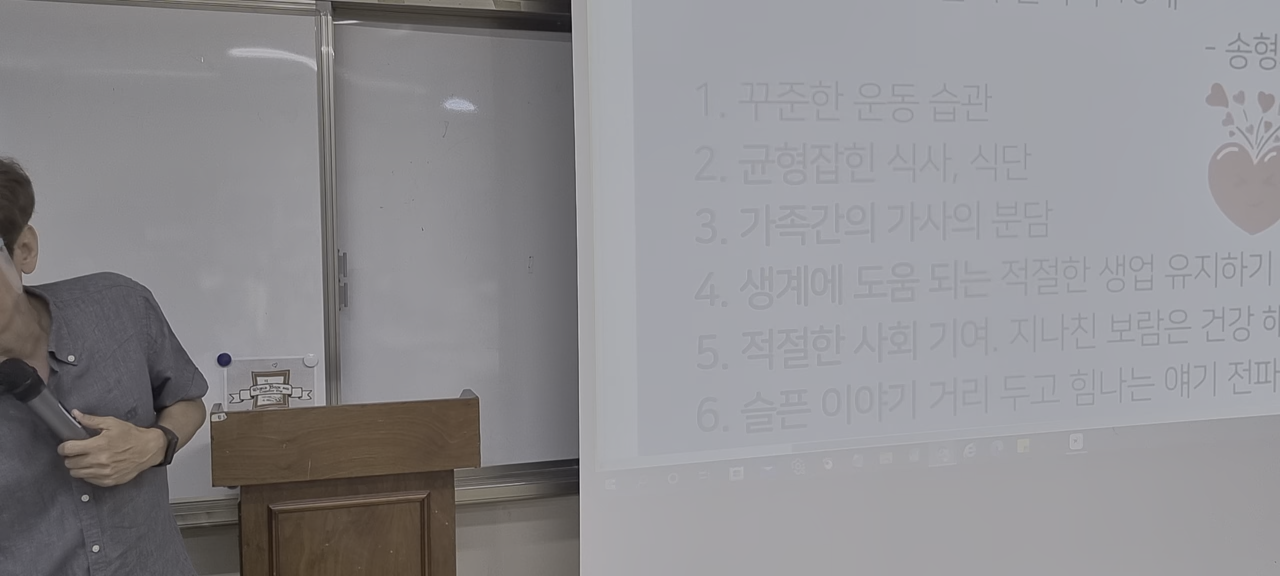 - 송형
1. 꾸준한 운동 습관
2. 균형잡힌 식사, 식단
3. 가족간의 가사의 분담
4. 생계에 도움 되는 적절한 생업 유지하기
5. 적절한 사회 기여. 지나친 보람은 건강 해
6. 슬픈 이야기 거리 두고 힘나는 얘기 전파